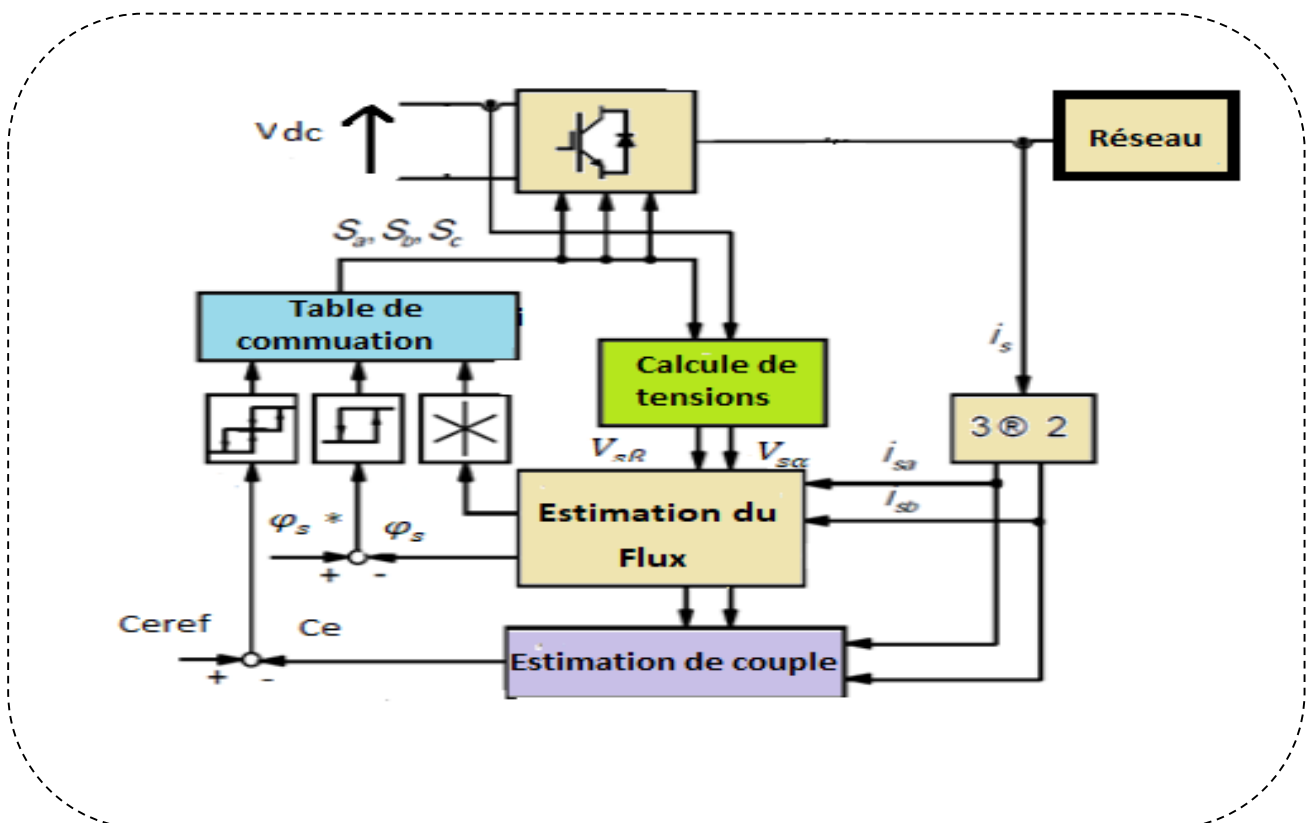 Vdc
Réseau
Sa, Sb, Sc
Table de
commuation
i
Calcule de
tensions
is
3 ® 2
Vsβ
Vsα
isa
isb
φs *
φs
Estimation du
Flux
+
-
Ceref
Ce
Estimation de couple
+
-